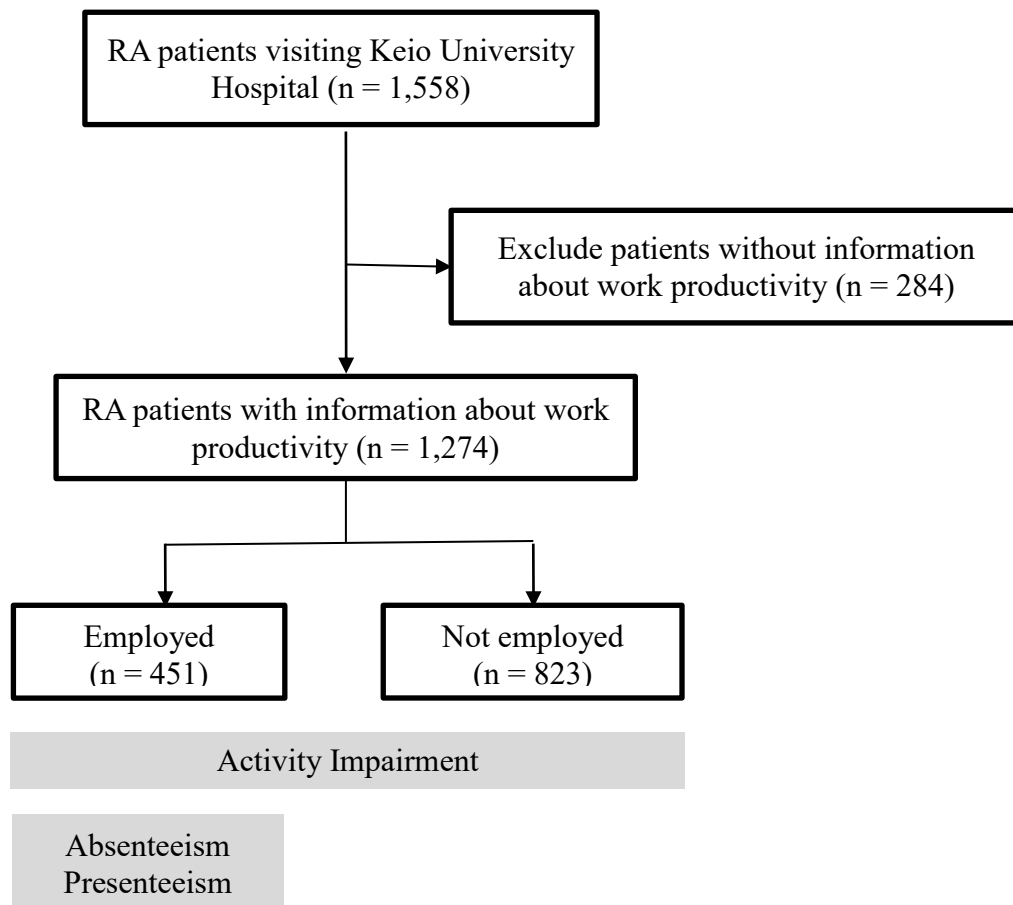 RA patients visiting Keio University
Hospital (n = 1,558)
Exclude patients without information
about work productivity (n = 284)
RA patients with information about work
productivity (n = 1,274)
Employed
(n = 451)
Not employed
(n = 823)
Activity Impairment
Absenteeism
Presenteeism